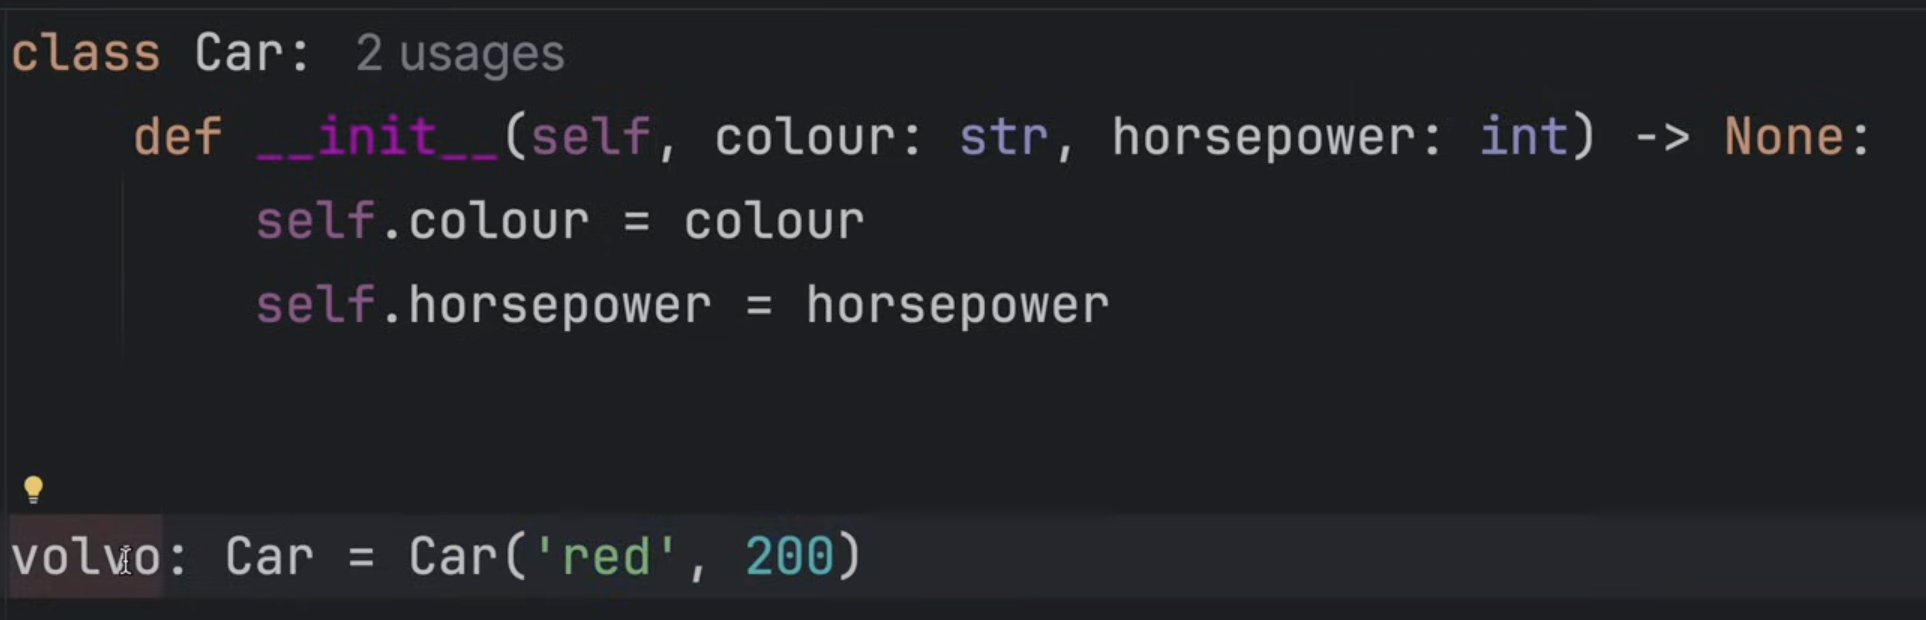 class Car: 2 usages
    def __init__(self, colour: str, horsepower: int) -> None:
        self.colour = colour
        self.horsepower = horsepower
volvo: Car = Car('red', 200)